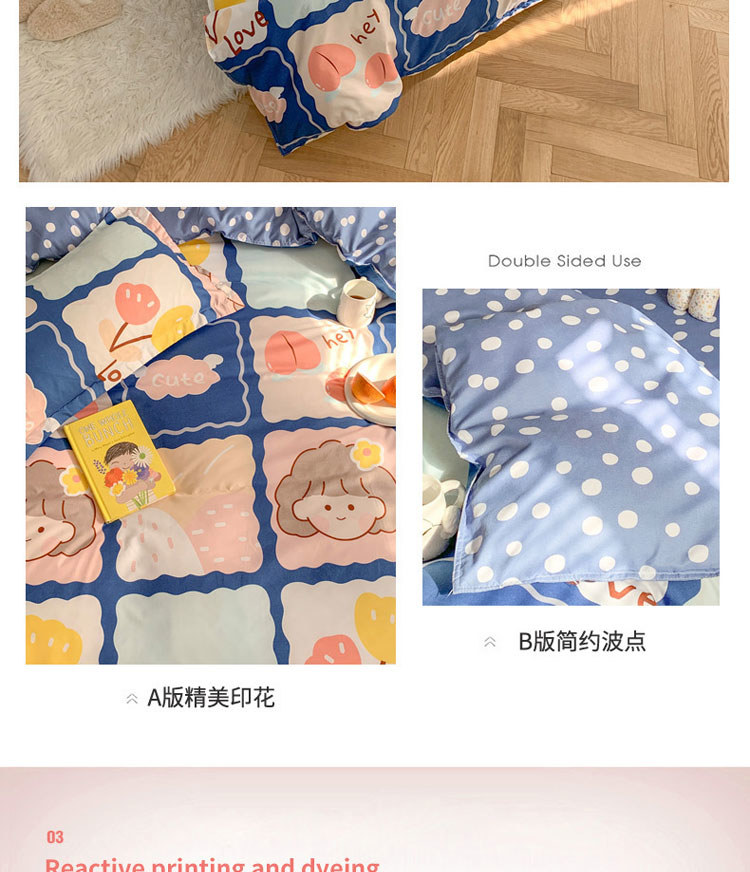 love
hey
cute
Double Sided Use
hey
cute
B版简约波点
A版精美印花
03
Reactive printing and dyeing